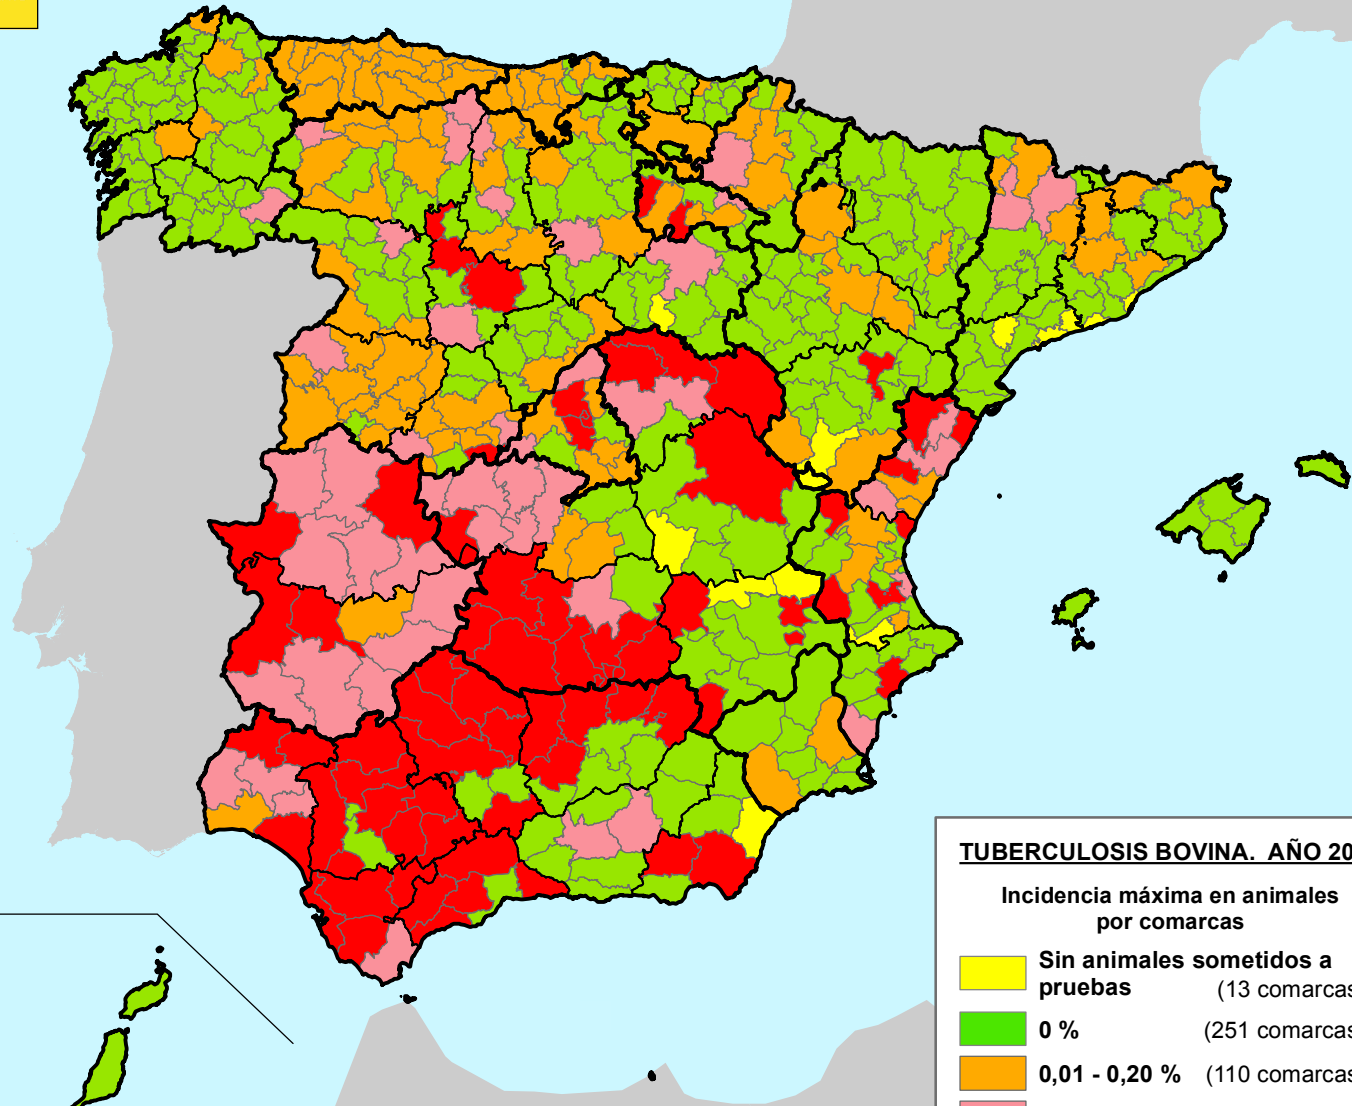 TUBERCULOSIS BOVINA. AÑO 20
Incidencia máxima en animales
por comarcas
Sin animales sometidos a
pruebas (13 comarcas
0 % (251 comarcas
0,01 - 0,20 % (110 comarcas